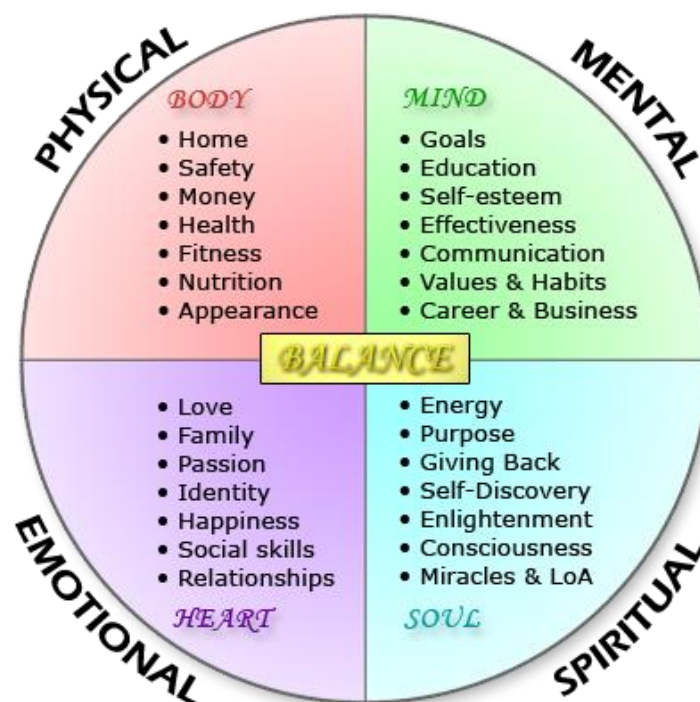 PHYSICAL
BODY
• Home
• Safety
• Money
• Health
• Fitness
• Nutrition
• Appearance
MENTAL
MIND
• Goals
• Education
• Self-esteem
• Effectiveness
• Communication
• Values & Habits
• Career & Business
BALANCE
• Love
• Family
• Passion
• Identity
• Happiness
• Social skills
• Relationships
HEART
EMOTIONAL
• Energy
• Purpose
• Giving Back
• Self-Discovery
• Enlightenment
• Consciousness
• Miracles & LoA
SOUL
SPIRITUAL